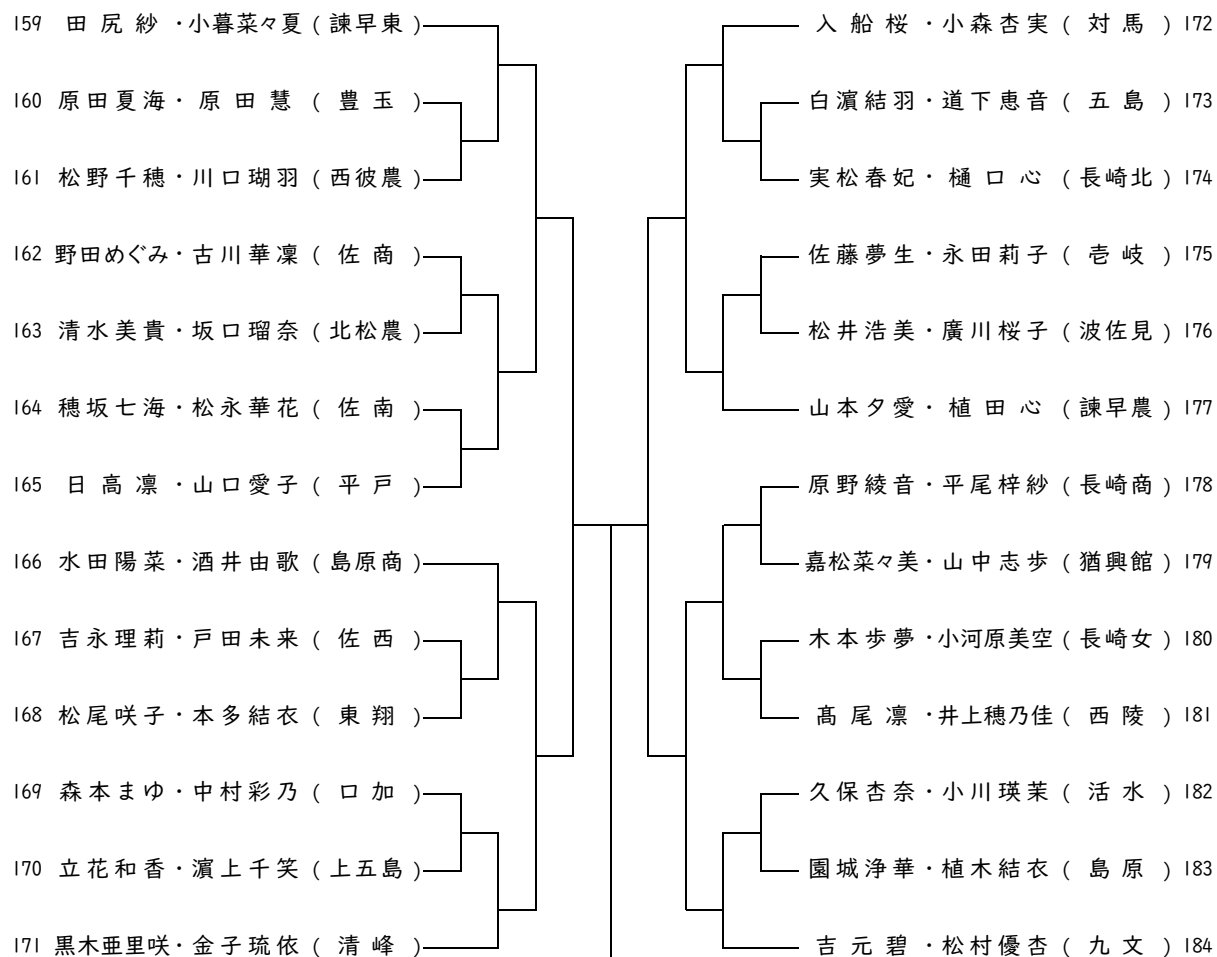 159 田尻紗・小暮菜々夏(諫早東)
160 原田夏海・原田慧(豊玉)
161 松野千穂・川口瑚羽(西彼農)
162 野田めぐみ・古川華凜(佐商)
163 清水美貴・坂口瑠奈(北松農)
164 穂坂七海・松永華花(佐南)
165 日高凛・山口愛子(平戸)
166 水田陽菜・酒井由歌(島原商)
167 吉永理莉・戸田未来(佐西)
168 松尾咲子・本多結衣(東翔)
169 森本まゆ・中村彩乃(口加)
170 立花和香・濵上千笑(上五島)
171 黒木亜里咲・金子琉依(清峰)
入船桜・小森杏実(対馬)172
白濵結羽・道下恵音(五島)173
実松春妃・樋口心(長崎北)174
佐藤夢生・永田莉子(壱岐)175
松井浩美・廣川桜子(波佐見)176
山本夕愛・植田心(諫早農)177
原野綾音・平尾梓紗(長崎商)178
嘉松菜々美・山中志歩(猶興館)179
木本歩夢・小河原美空(長崎女)180
髙尾凛・井上穂乃佳(西陵)181
久保杏奈・小川瑛茉(活水)182
園城浄華・植木結衣(島原)183
吉元碧・松村優杏(九文)184